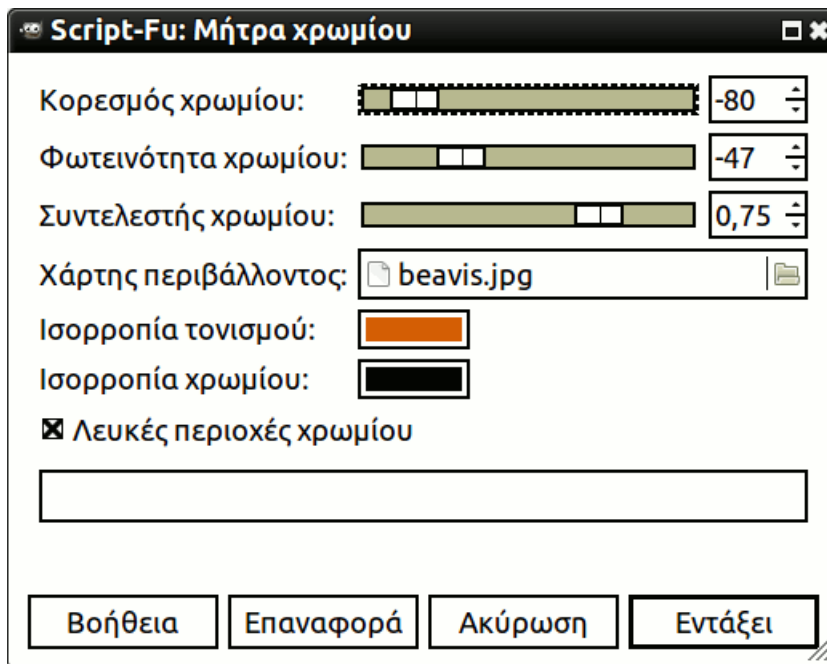 Script-Fu: Μήτρα χρωμίου
Κορεσμός χρωμίου: -80
Φωτεινότητα χρωμίου: -47
Συντελεστής χρωμίου: 0,75
Χάρτης περιβάλλοντος: beavis.jpg
Ισορροπία τονισμού:
Ισορροπία χρωμίου:
Λευκές περιοχές χρωμίου
Βοήθεια Επαναφορά Ακύρωση Εντάξει